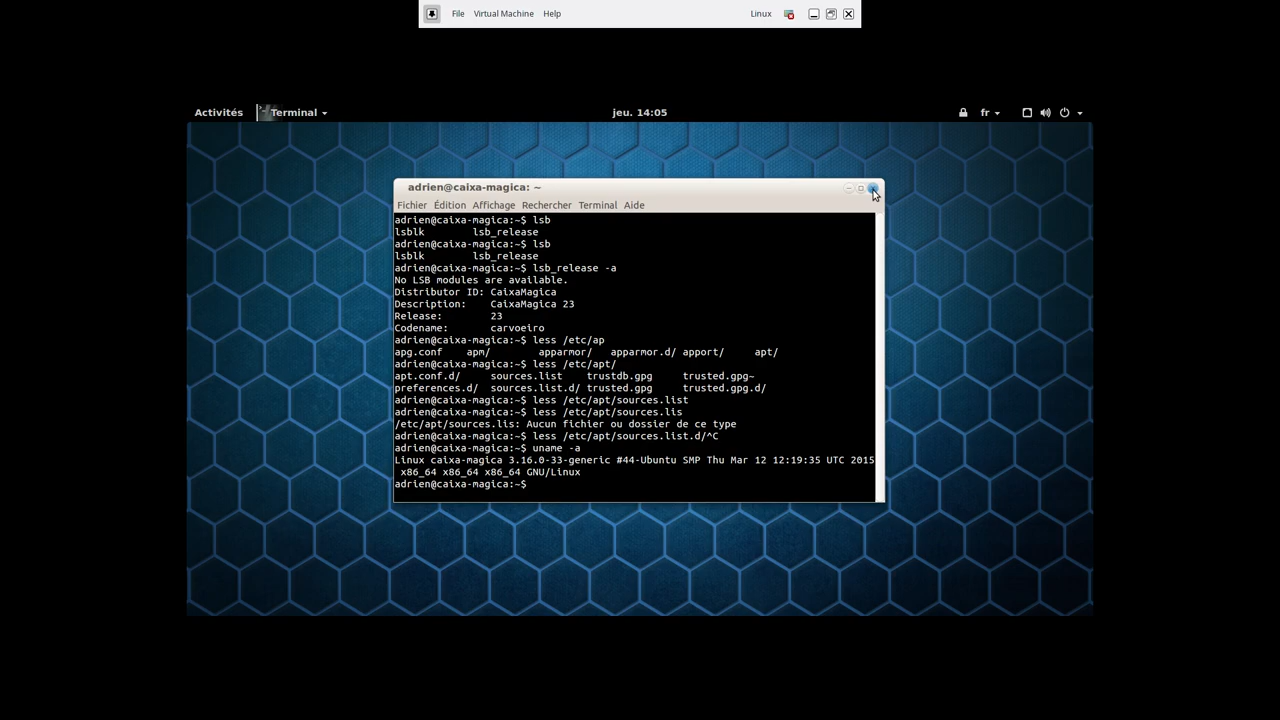 File Virtual Machine Help Linux
Activités Terminal jeu. 14:05 fr
adrien@caixa-magica: ~
Fichier Édition Affichage Rechercher Terminal Aide
adrien@caixa-magica:~$ lsb
lsblk lsb_release
adrien@caixa-magica:~$ lsb
lsblk lsb_release
adrien@caixa-magica:~$ lsb_release -a
No LSB modules are available.
Distributor ID: CaixaMagica
Description: CaixaMagica 23
Release: 23
Codename: carvoeiro
adrien@caixa-magica:~$ less /etc/ap
apg.conf apm/ apparmor/ apparmor.d/ apport/ apt/
adrien@caixa-magica:~$ less /etc/apt/
apt.conf.d/ sources.list trustdb.gpg trusted.gpg~
preferences.d/ sources.list.d/ trusted.gpg trusted.gpg.d/
adrien@caixa-magica:~$ less /etc/apt/sources.list
adrien@caixa-magica:~$ less /etc/apt/sources.lis
/etc/apt/sources.lis: Aucun fichier ou dossier de ce type
adrien@caixa-magica:~$ less /etc/apt/sources.list.d/^C
adrien@caixa-magica:~$ uname -a
Linux caixa-magica 3.16.0-33-generic #44-Ubuntu SMP Thu Mar 12 12:19:35 UTC 2015
x86_64 x86_64 x86_64 GNU/Linux
adrien@caixa-magica:~$